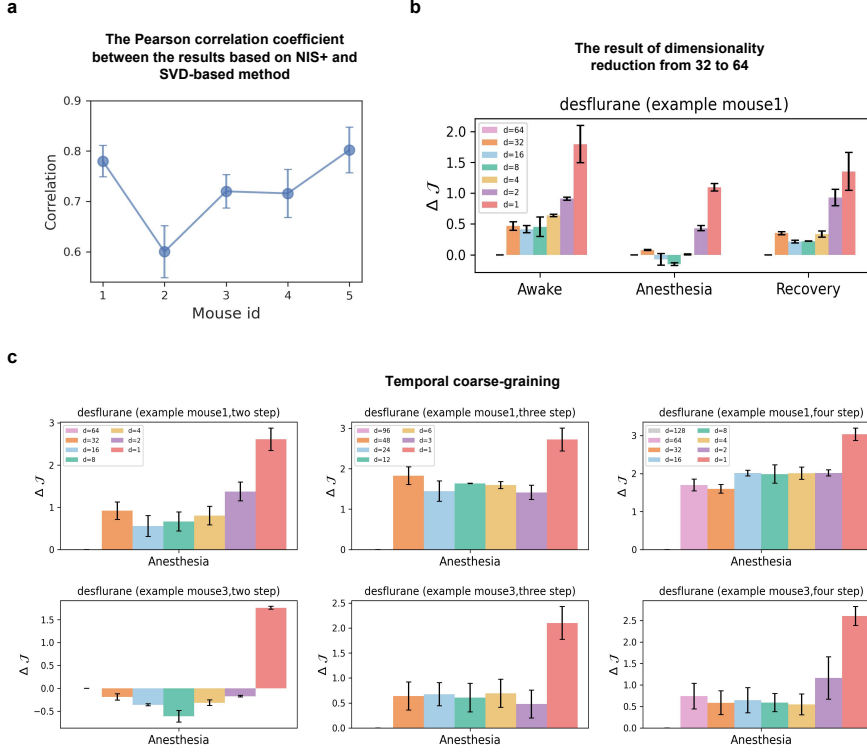 a
The Pearson correlation coefficient
between the results based on NIS+ and
SVD-based method
0.9
0.8
0.7
0.6
Correlation
1 2 3 4 5
Mouse id
b
The result of dimensionality
reduction from 32 to 64
desflurane (example mouse1)
2.0
1.5
1.0
0.5
0.0
Δ 𝒥
d=64
d=32
d=16
d=8
d=4
d=2
d=1
Awake Anesthesia Recovery
c
Temporal coarse-graining
desflurane (example mouse1,two step)
3
2
1
0
Δ 𝒥
d=64 d=4
d=32 d=2
d=16 d=1
d=8
Anesthesia
desflurane (example mouse1,three step)
3
2
1
0
Δ 𝒥
d=96 d=6
d=48 d=3
d=24 d=1
d=12
Anesthesia
desflurane (example mouse1,four step)
3
2
1
0
Δ 𝒥
d=128 d=8
d=64 d=4
d=32 d=2
d=16 d=1
Anesthesia
desflurane (example mouse3,two step)
1.5
1.0
0.5
0.0
−0.5
Δ 𝒥
Anesthesia
desflurane (example mouse3,three step)
2.5
2.0
1.5
1.0
0.5
0.0
Δ 𝒥
Anesthesia
desflurane (example mouse3,four step)
2.5
2.0
1.5
1.0
0.5
0.0
Δ 𝒥
Anesthesia